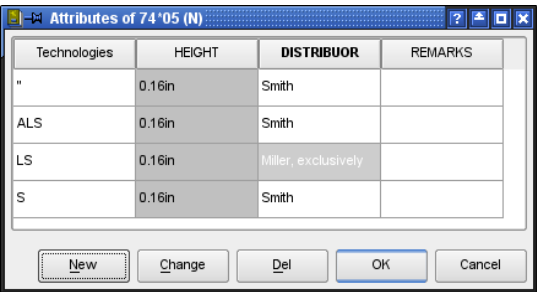 Attributes of 74*05 (N)
Technologies HEIGHT DISTRIBUOR REMARKS
" 0.16in Smith
ALS 0.16in Smith
LS 0.16in Miller, exclusively
S 0.16in Smith
New Change Del OK Cancel